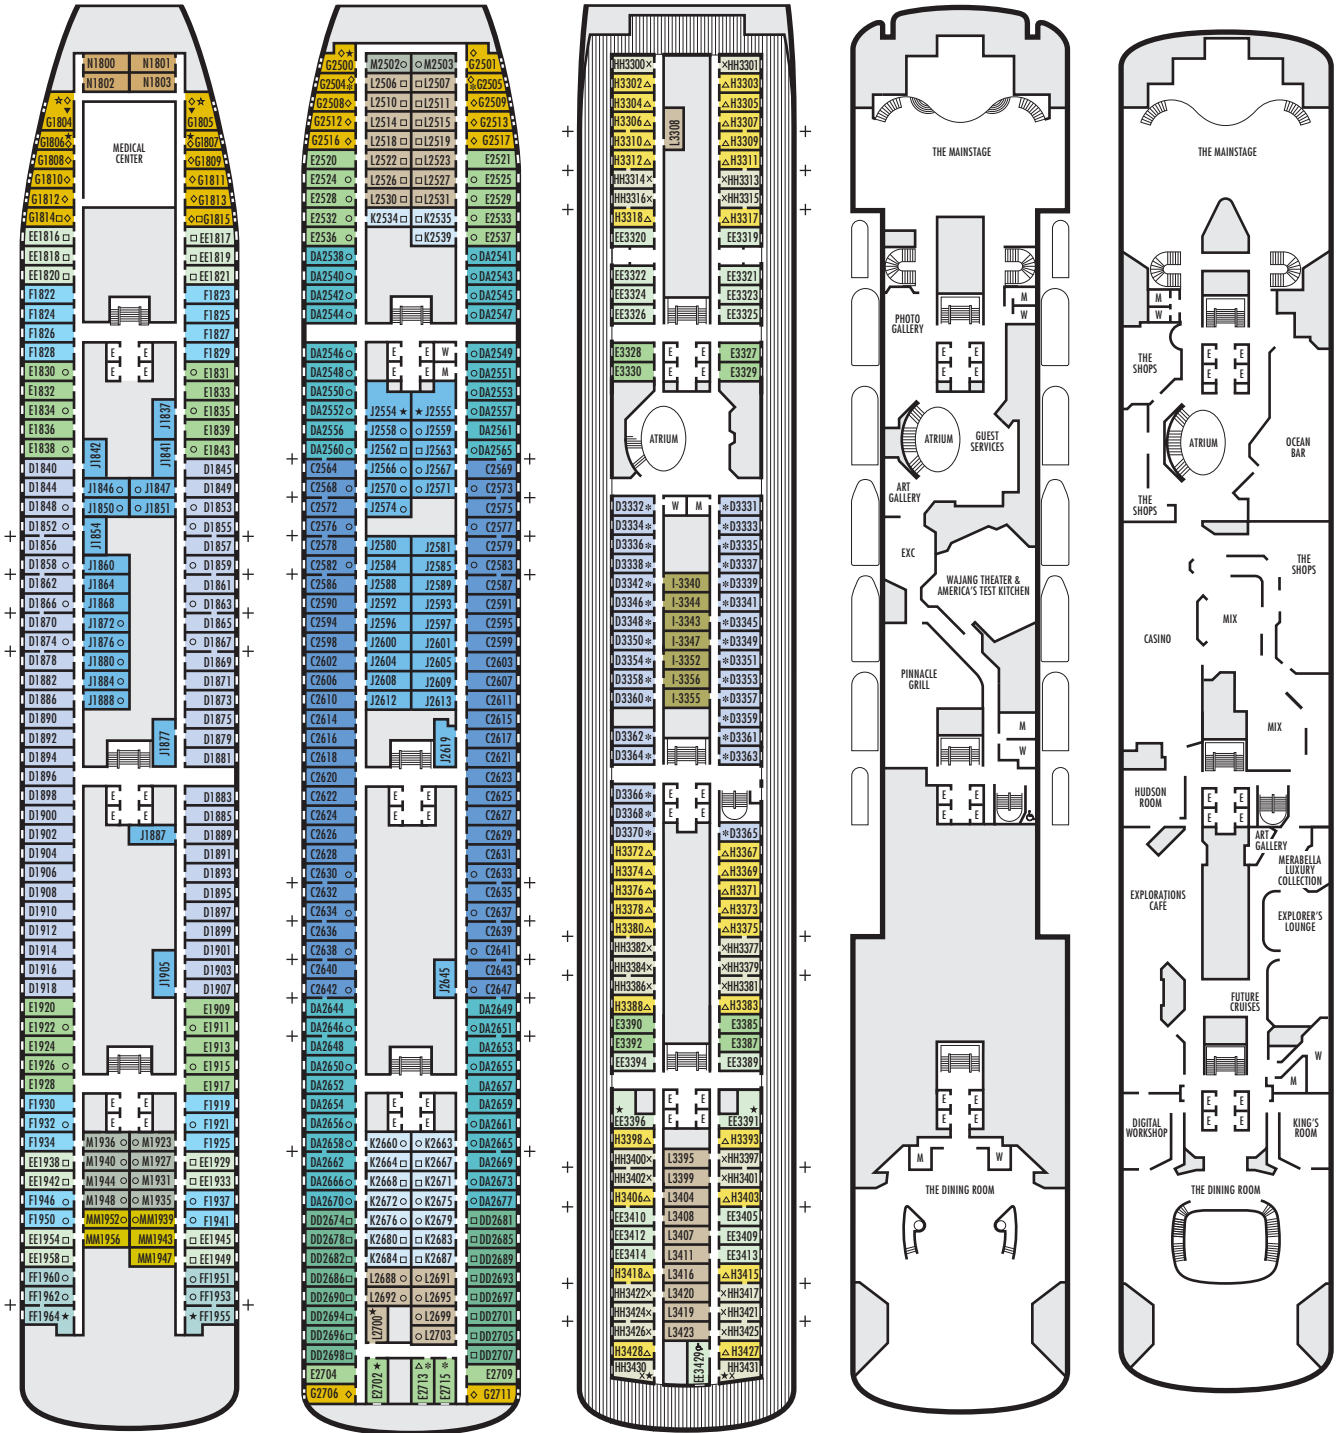 N1800
N1801
N1802
N1803
G1804
G1805
G1806
G1807
G1808
G1809
G1810
G1811
G1812
G1813
G1814
G1815
MEDICAL
CENTER
EE1816
EE1817
EE1818
EE1819
EE1820
EE1821
F1822
F1823
F1824
F1825
F1826
F1827
F1828
F1829
E E
E E
E1830
E1831
E1832
E1833
E1834
J1837
E1835
E1836
E1839
E1838
J1842
J1841
E1843
D1840
D1845
D1844
J1846
J1847
D1849
D1848
J1850
J1851
D1853
D1852
J1854
D1855
D1856
D1857
D1858
J1860
D1859
D1862
J1864
D1861
D1866
J1868
D1863
D1870
J1872
D1865
D1874
J1876
D1867
D1878
J1880
D1869
D1882
J1884
D1871
D1886
J1888
D1873
D1890
D1875
D1892
J1877
D1879
D1894
D1881
D1896
D1898
E E
D1883
D1900
E E
D1885
D1902
J1887
D1889
D1904
D1891
D1906
D1893
D1908
D1895
D1910
D1897
D1912
D1899
D1914
D1901
D1916
J1905
D1903
D1918
D1907
E1920
E1909
E1922
E1911
E1924
E1913
E1926
E1915
E1928
E1917
F1930
E E
F1919
F1932
E E
F1921
F1934
M1936
M1923
F1925
EE1938
M1940
M1927
EE1929
EE1942
M1944
M1931
EE1933
F1946
M1948
M1935
F1937
F1950
MM1952
MM1939
F1941
EE1954
MM1956
MM1943
EE1945
EE1958
MM1947
EE1949
FF1960
FF1951
FF1962
FF1953
FF1964
FF1955
G2500
M2502
M2503
G2501
G2504
L2506
L2507
G2505
G2508
L2510
L2511
G2509
G2512
L2514
L2515
G2513
G2516
L2518
L2519
G2517
E2520
L2522
L2523
E2521
E2524
L2526
L2527
E2525
E2528
L2530
L2531
E2529
E2532
K2534
K2535
E2533
E2536
K2539
E2537
DA2538
DA2541
DA2540
DA2543
DA2542
DA2545
DA2544
DA2547
DA2546
E E W
DA2549
DA2548
E E M
DA2551
DA2550
DA2553
DA2552
J2554
J2555
DA2557
DA2556
J2558
J2559
DA2561
DA2560
J2562
J2563
DA2565
C2564
J2566
J2567
C2569
C2568
J2570
J2571
C2573
C2572
J2574
C2575
C2576
C2577
C2578
J2580
J2581
C2579
C2582
J2584
J2585
C2583
C2586
J2588
J2589
C2587
C2590
J2592
J2593
C2591
C2594
J2596
J2597
C2595
C2598
J2600
J2601
C2599
C2602
J2604
J2605
C2603
C2606
J2608
J2609
C2607
C2610
J2612
J2613
C2611
C2614
C2615
C2616
J2619
C2617
C2618
C2621
C2620
C2623
C2622
E E
C2625
C2624
E E
C2627
C2626
C2629
C2628
C2631
C2630
C2633
C2632
C2635
C2634
C2637
C2636
C2639
C2638
C2641
C2640
J2645
C2643
C2642
C2647
DA2644
DA2649
DA2646
DA2651
DA2648
DA2653
DA2650
DA2655
DA2652
DA2657
DA2654
E E
DA2659
DA2656
E E
DA2661
DA2658
K2660
K2663
DA2665
DA2662
K2664
K2667
DA2669
DA2666
K2668
K2671
DA2673
DA2670
K2672
K2675
DA2677
DD2674
K2676
K2679
DD2681
DD2678
K2680
K2683
DD2685
DD2682
K2684
K2687
DD2689
DD2686
L2688
L2691
DD2693
DD2690
L2692
L2695
DD2697
DD2694
L2700
L2699
DD2701
DD2696
L2703
DD2705
DD2698
DD2707
E2704
E2702
E2713
E2715
E2709
G2706
G2711
HH3300
HH3301
H3302
H3303
H3304
H3305
H3306
L3308
H3307
H3310
H3309
H3312
H3311
HH3314
HH3313
HH3316
HH3315
H3318
H3317
EE3320
EE3319
EE3322
EE3321
EE3324
EE3323
EE3326
EE3325
E3328
E E
E3327
E3330
E E
E3329
ATRIUM
D3332
W M
D3331
D3334
D3333
D3336
D3335
D3338
D3337
D3342
I-3340
D3339
D3346
I-3344
D3341
D3348
I-3343
D3345
D3350
I-3347
D3349
D3354
I-3352
D3351
D3358
I-3356
D3353
D3360
I-3355
D3357
D3359
D3362
D3361
D3364
D3363
D3366
E E
D3368
E E
D3370
D3365
H3372
H3367
H3374
H3369
H3376
H3371
H3378
H3373
H3380
H3375
HH3382
HH3377
HH3384
HH3379
HH3386
HH3381
H3388
H3383
E3390
E3385
E3392
E3387
EE3394
EE3389
E E
E E
EE3396
EE3391
H3398
H3393
HH3400
L3395
HH3397
HH3402
L3399
HH3401
H3406
L3404
H3403
EE3410
L3408
EE3405
EE3412
L3407
EE3409
EE3414
L3411
EE3413
H3418
L3416
H3415
HH3422
L3420
HH3417
HH3424
L3419
HH3421
HH3426
L3423
HH3425
H3428
EE3429
H3427
HH3430
HH3431
THE MAINSTAGE
M
W
PHOTO
GALLERY
E E
E E
ATRIUM
GUEST
SERVICES
ART
GALLERY
EXC
WAJANG THEATER &
AMERICA'S TEST KITCHEN
PINNACLE
GRILL
M
W
E E
E E
E E
E E
M
W
THE DINING ROOM
THE MAINSTAGE
M
W
THE
SHOPS
E E
E E
ATRIUM
OCEAN
BAR
THE
SHOPS
THE
SHOPS
CASINO
MIX
MIX
HUDSON
ROOM
E E
E E
ART
GALLERY
MERABELLA
LUXURY
COLLECTION
EXPLORATIONS
CAFÉ
EXPLORER'S
LOUNGE
FUTURE
CRUISES
W
M
E E
E E
DIGITAL
WORKSHOP
KING'S
ROOM
THE DINING ROOM